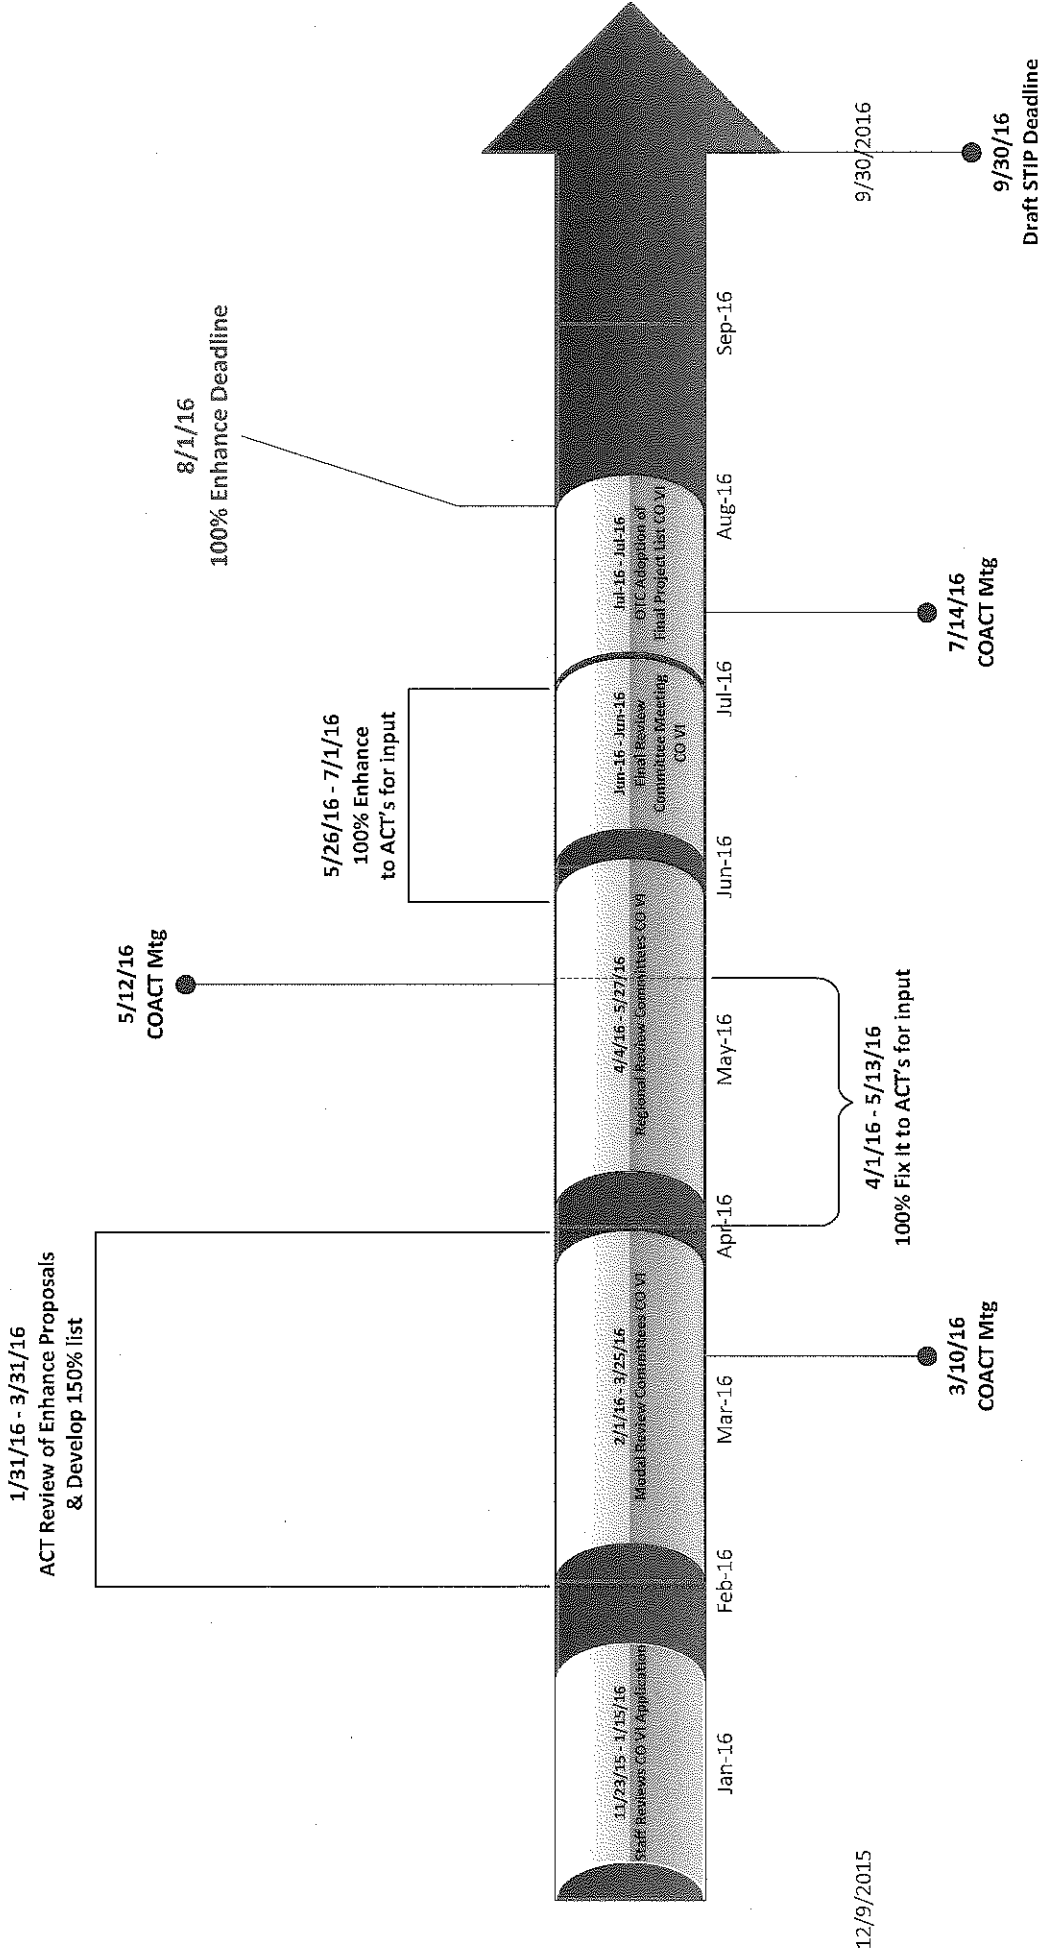 1/31/16 - 3/31/16
ACT Review of Enhance Proposals
& Develop 150% list
5/12/16
COACT Mtg
5/26/16 - 7/1/16
100% Enhance
to ACT's for input
8/1/16
100% Enhance Deadline
11/23/15 - 1/15/16
Staff Reviews CO VI Application
2/1/16 - 3/25/16
Modal Review Committees CO VI
4/4/16 - 5/27/16
Regional Review Committees CO VI
Jun-16 - Jun-16
Final Review
Committee Meeting
CO VI
Jul-16 - Jul-16
OTC Adoption of
Final Project List CO VI
Jan-16
Feb-16
Mar-16
Apr-16
May-16
Jun-16
Jul-16
Aug-16
Sep-16
12/9/2015
9/30/2016
3/10/16
COACT Mtg
4/1/16 - 5/13/16
100% Fix It to ACT's for input
7/14/16
COACT Mtg
9/30/16
Draft STIP Deadline